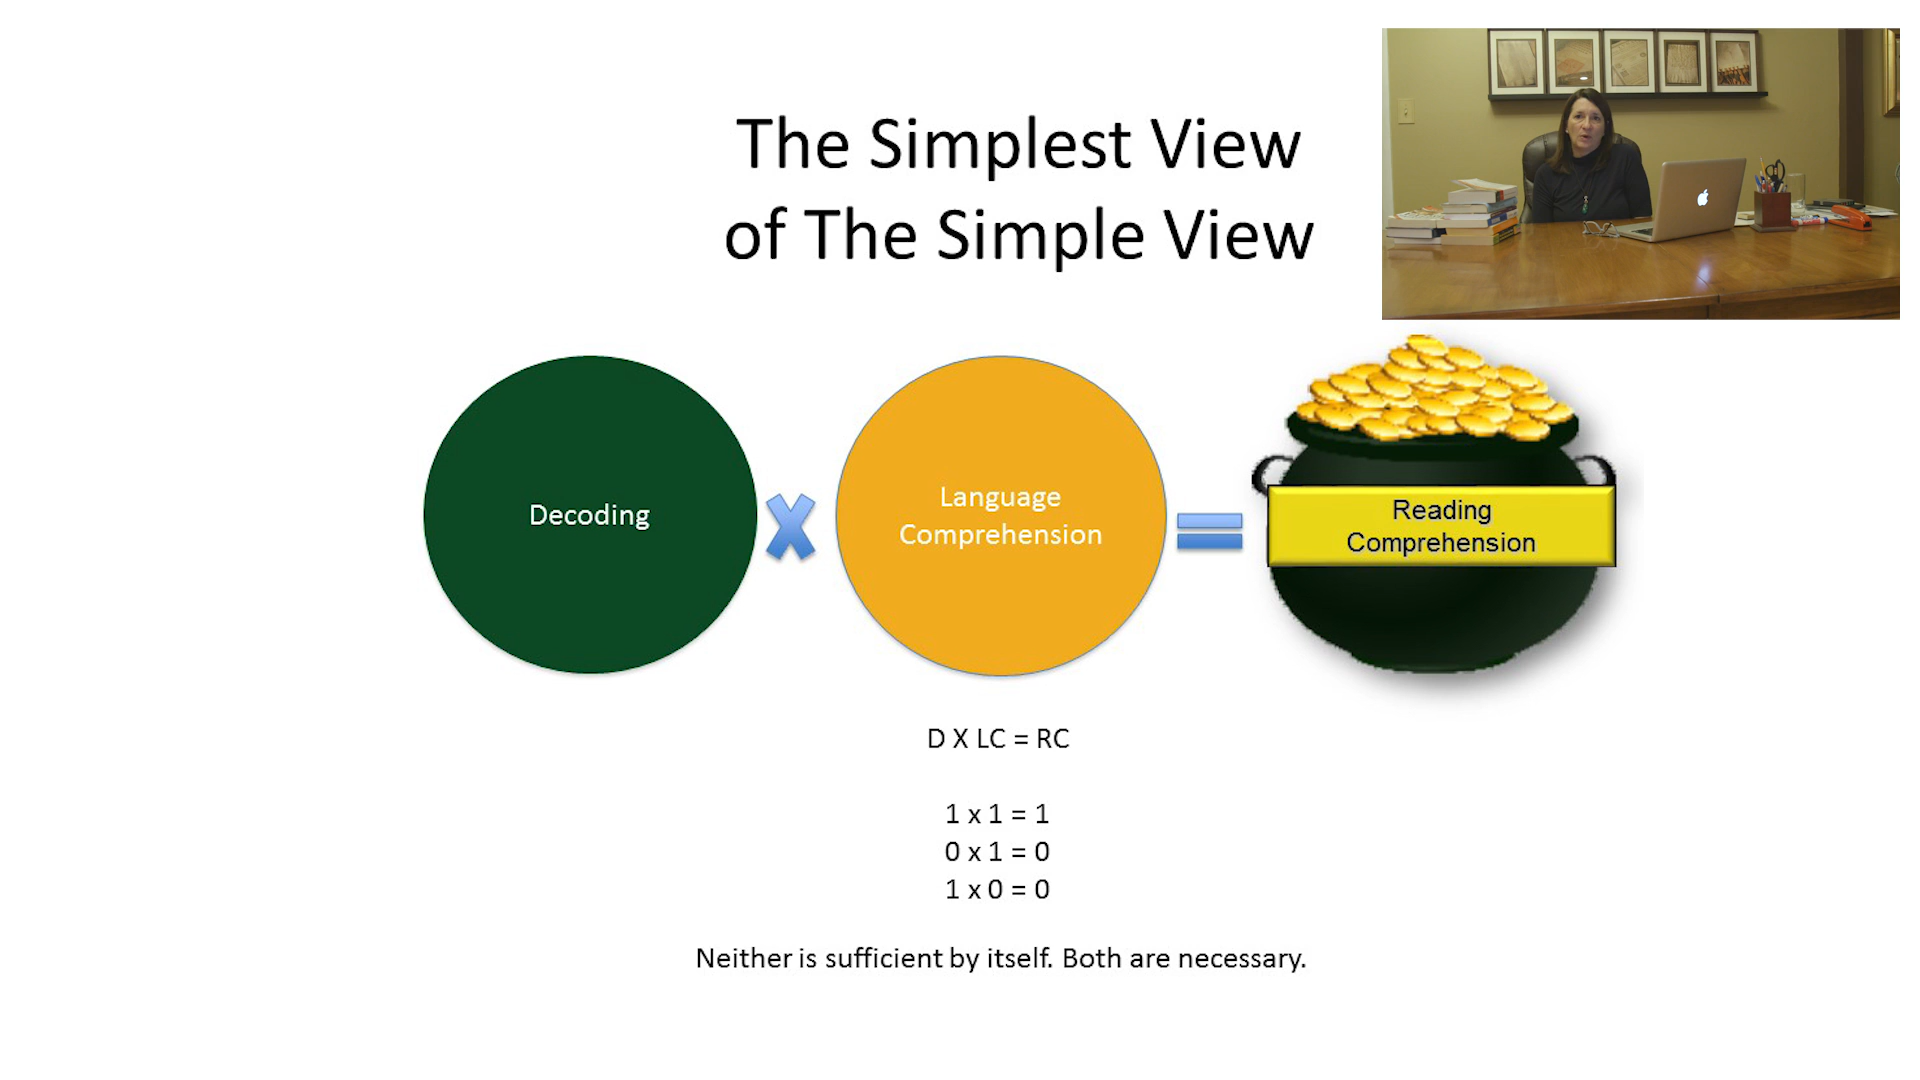 The Simplest View
of The Simple View
Decoding
Language
Comprehension
Reading
Comprehension
D X LC = RC
1 x 1 = 1
0 x 1 = 0
1 x 0 = 0
Neither is sufficient by itself. Both are necessary.